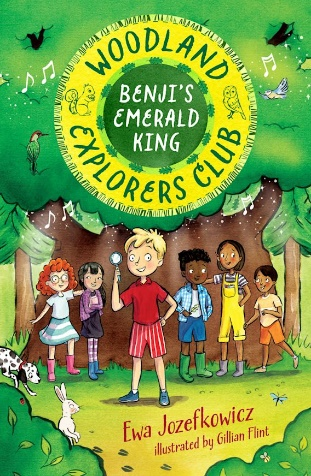 WOODLAND
BENJI'S
EMERALD
KING
EXPLORERS CLUB
Ewa Jozefkowicz
illustrated by Gillian Flint